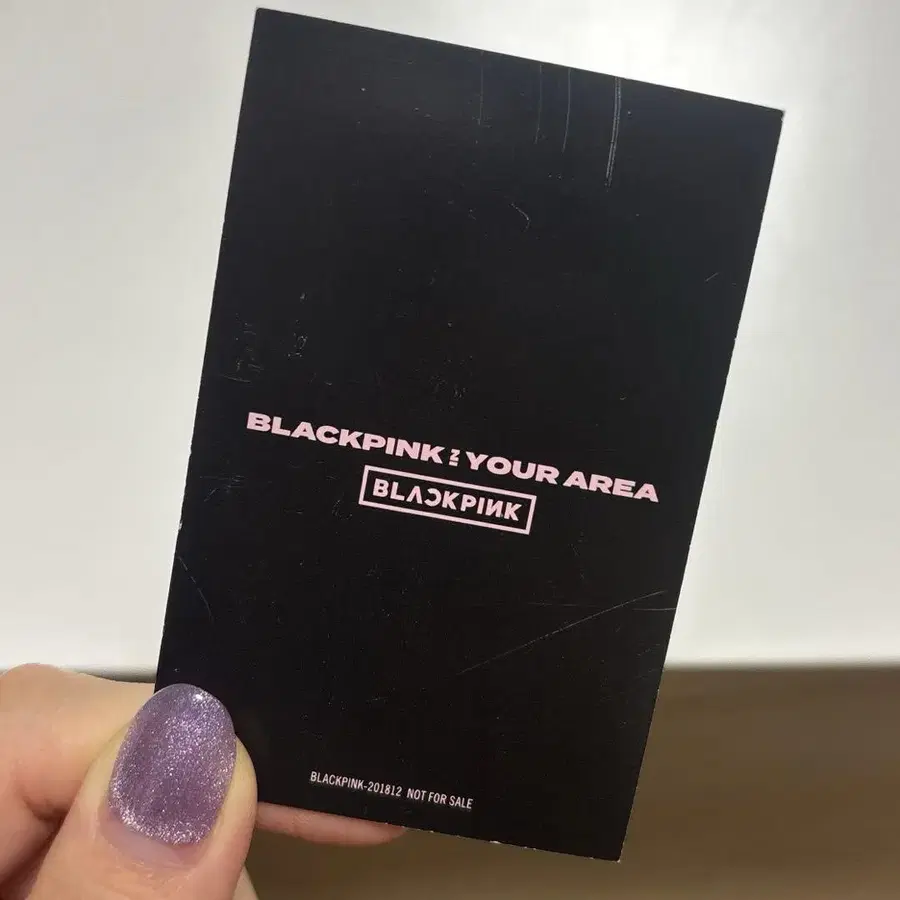 BLACKPINK IN YOUR AREA
BLACKPINK
BLACKPINK-201812 NOT FOR SALE